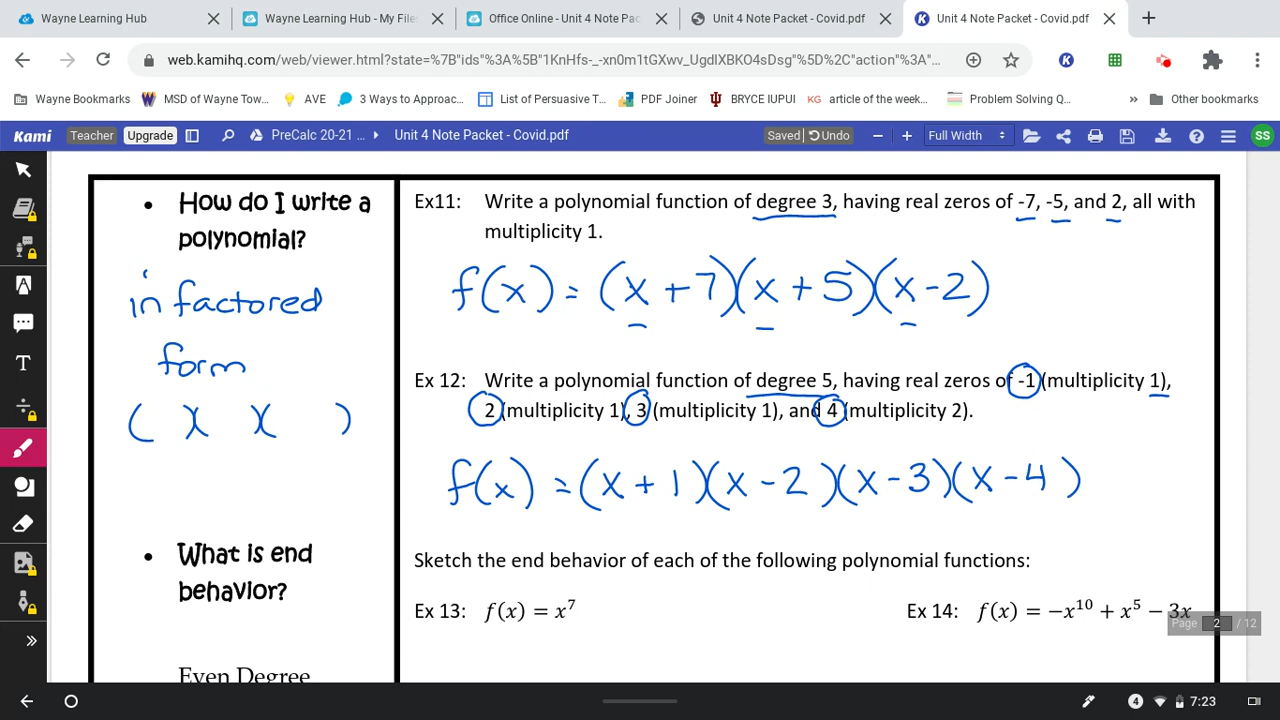 Wayne Learning Hub
Wayne Learning Hub - My File
Office Online - Unit 4 Note Pac
Unit 4 Note Packet - Covid.pdf
Unit 4 Note Packet - Covid.pdf
web.kamihq.com/web/viewer.html?state=%7B"ids"%3A%5B"1KnHfs-_-xn0m1tGXwv_UgdIXBKO4sDsg"%5D%2C"action"%3A"...
Wayne Bookmarks
MSD of Wayne Tow...
AVE
3 Ways to Approac...
List of Persuasive T...
PDF Joiner
BRYCE IUPUI
KG article of the week...
Problem Solving Q...
» Other bookmarks
Kami Teacher Upgrade PreCalc 20-21 ... Unit 4 Note Packet - Covid.pdf Saved Undo Full Width SS
• How do I write a
polynomial?
in factored
form
( )( )( )
• What is end
behavior?
Even Degree
Ex11: Write a polynomial function of degree 3, having real zeros of -7, -5, and 2, all with
multiplicity 1.
f(x) = (x + 7)(x + 5)(x - 2)
Ex 12: Write a polynomial function of degree 5, having real zeros of -1 (multiplicity 1),
2 (multiplicity 1), 3 (multiplicity 1), and 4 (multiplicity 2).
f(x) = (x + 1)(x - 2)(x - 3)(x - 4 )
Sketch the end behavior of each of the following polynomial functions:
Ex 13: f(x) = x⁷
Ex 14: f(x) = −x¹⁰ + x⁵ − 3x
Page 2 / 12
T
4 7:23